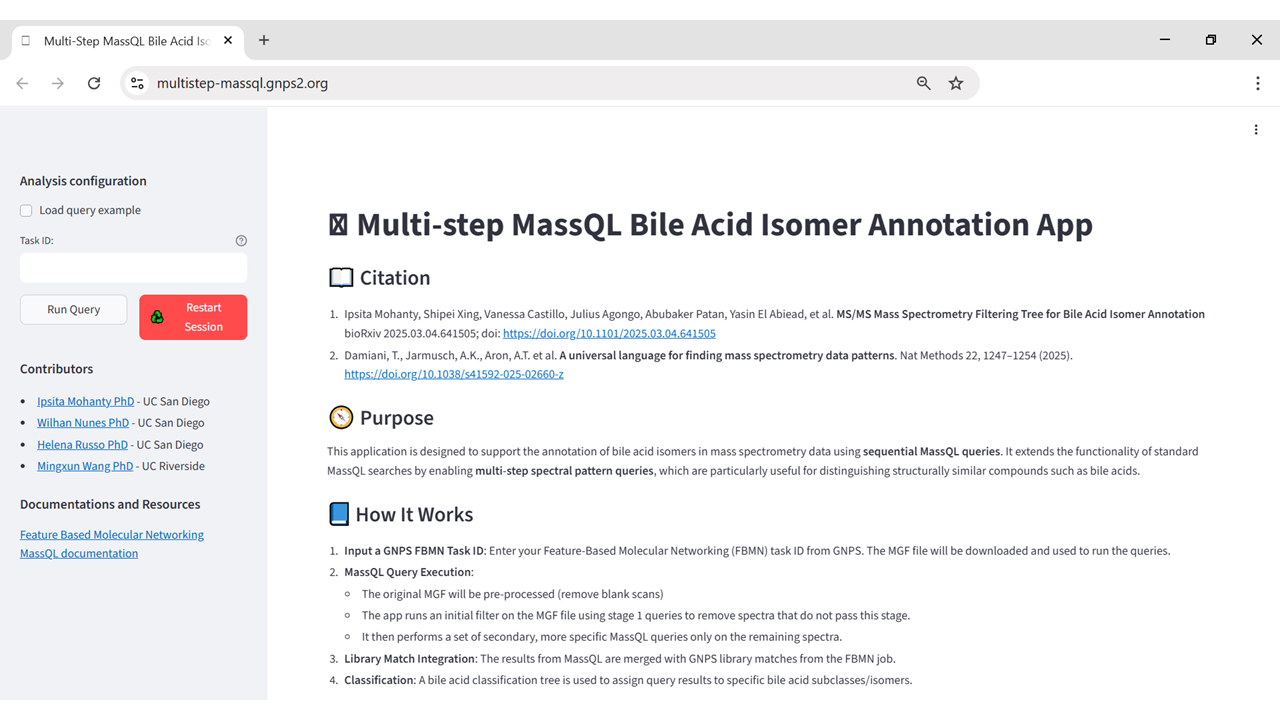 Multi-Step MassQL Bile Acid Iso
multistep-massql.gnps2.org
Analysis configuration
Load query example
Task ID:
Run Query
Restart
Session
Contributors
Ipsita Mohanty PhD - UC San Diego
Wilhan Nunes PhD - UC San Diego
Helena Russo PhD - UC San Diego
Mingxun Wang PhD - UC Riverside
Documentations and Resources
Feature Based Molecular Networking
MassQL documentation
Multi-step MassQL Bile Acid Isomer Annotation App
Citation
1. Ipsita Mohanty, Shipei Xing, Vanessa Castillo, Julius Agongo, Abubaker Patan, Yasin El Abiead, et al. MS/MS Mass Spectrometry Filtering Tree for Bile Acid Isomer Annotation
bioRxiv 2025.03.04.641505; doi: https://doi.org/10.1101/2025.03.04.641505
2. Damiani, T., Jarmusch, A.K., Aron, A.T. et al. A universal language for finding mass spectrometry data patterns. Nat Methods 22, 1247–1254 (2025).
https://doi.org/10.1038/s41592-025-02660-z
Purpose
This application is designed to support the annotation of bile acid isomers in mass spectrometry data using sequential MassQL queries. It extends the functionality of standard
MassQL searches by enabling multi-step spectral pattern queries, which are particularly useful for distinguishing structurally similar compounds such as bile acids.
How It Works
1. Input a GNPS FBMN Task ID: Enter your Feature-Based Molecular Networking (FBMN) task ID from GNPS. The MGF file will be downloaded and used to run the queries.
2. MassQL Query Execution:
The original MGF will be pre-processed (remove blank scans)
The app runs an initial filter on the MGF file using stage 1 queries to remove spectra that do not pass this stage.
It then performs a set of secondary, more specific MassQL queries only on the remaining spectra.
3. Library Match Integration: The results from MassQL are merged with GNPS library matches from the FBMN job.
4. Classification: A bile acid classification tree is used to assign query results to specific bile acid subclasses/isomers.